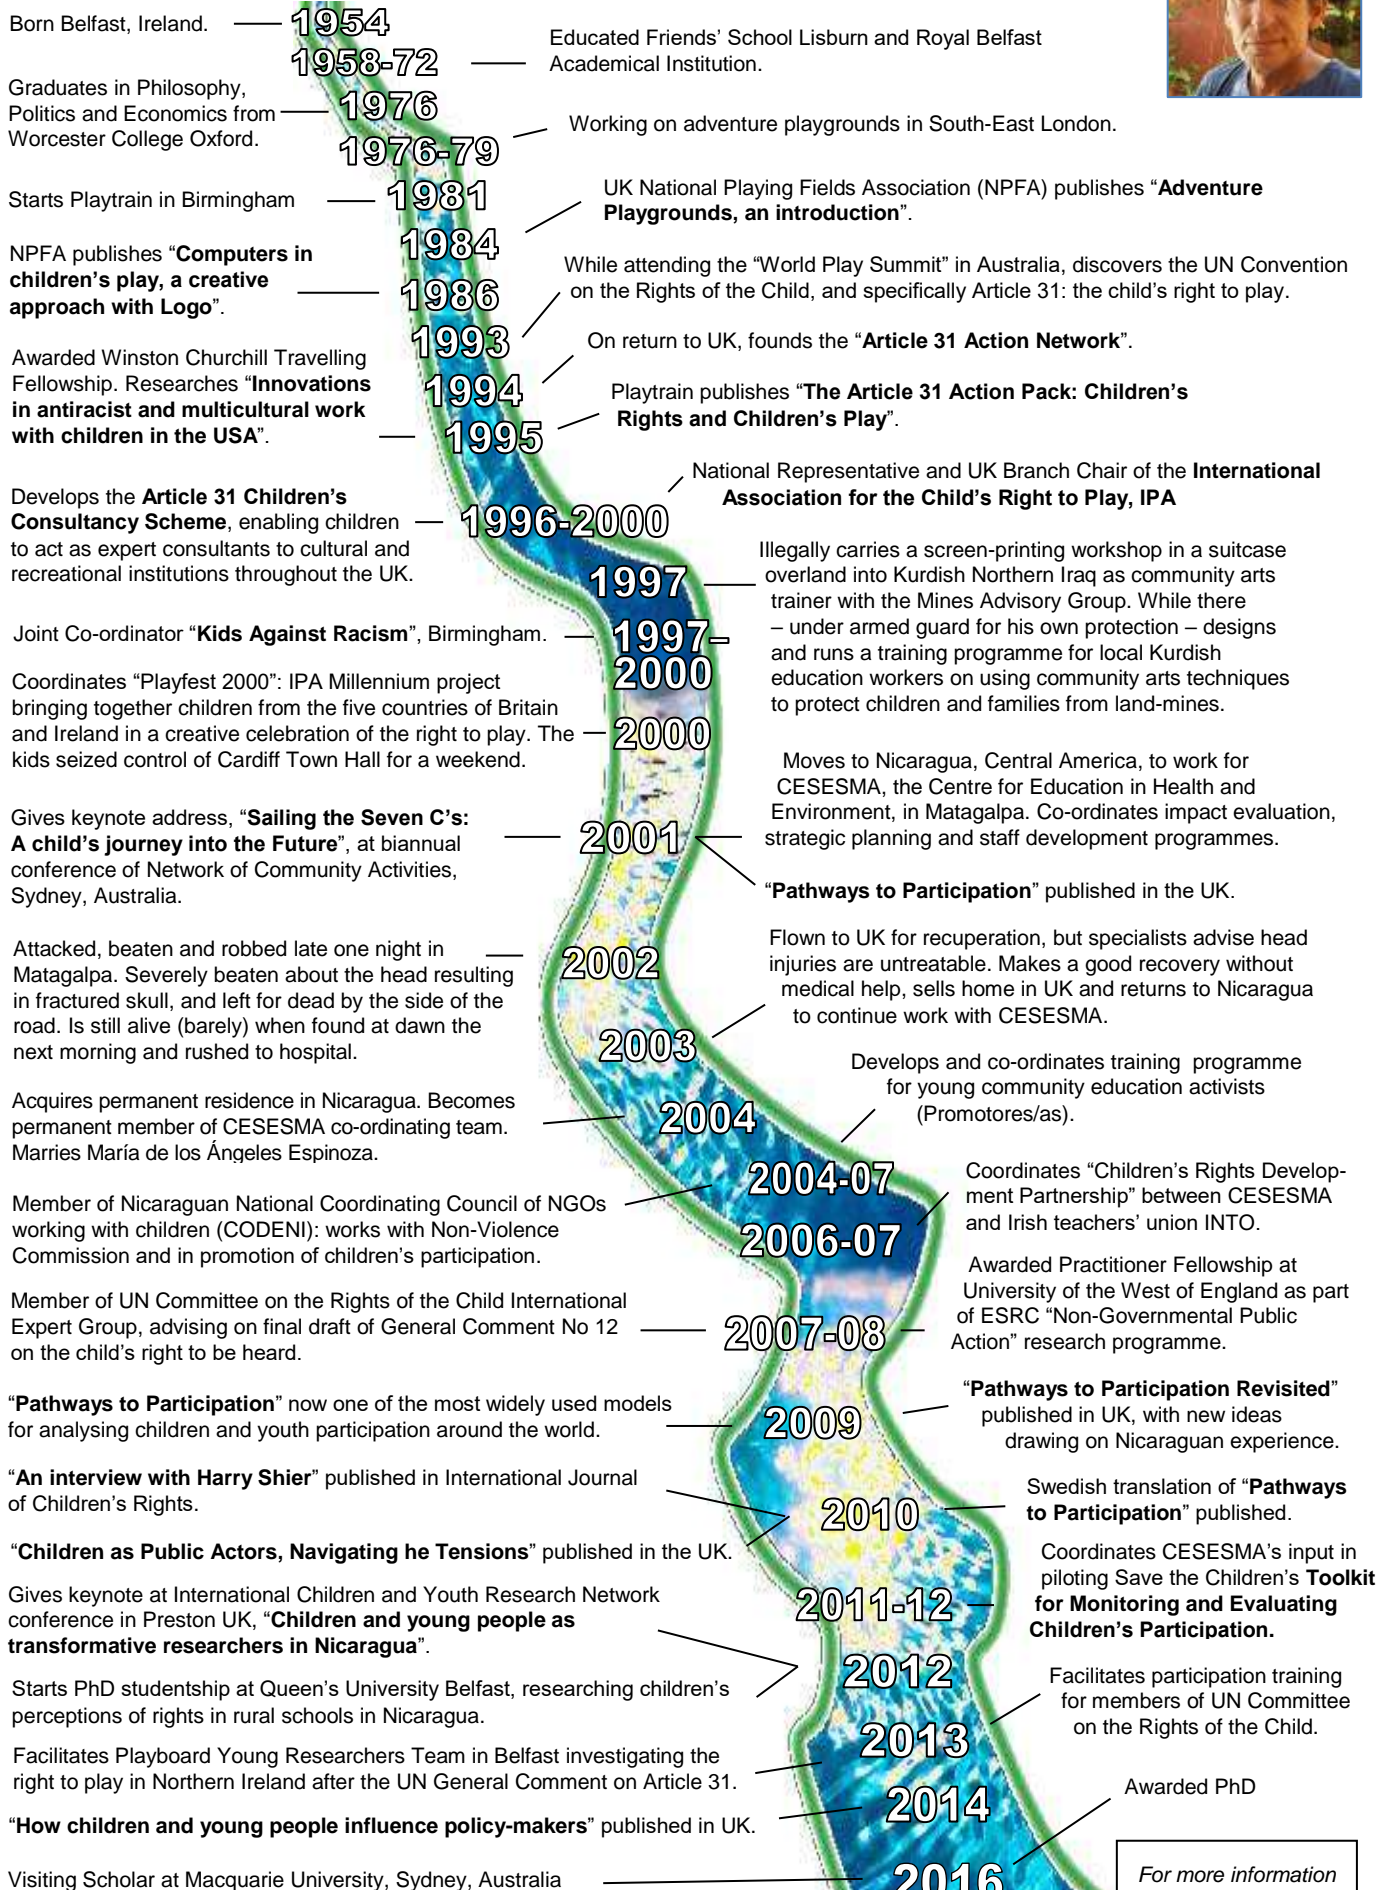 Born Belfast, Ireland.
1954
1958-72
Educated Friends’ School Lisburn and Royal Belfast
Academical Institution.
Graduates in Philosophy,
Politics and Economics from
Worcester College Oxford.
1976
1976-79
Working on adventure playgrounds in South-East London.
Starts Playtrain in Birmingham
1981
UK National Playing Fields Association (NPFA) publishes “Adventure
Playgrounds, an introduction”.
1984
NPFA publishes “Computers in
children’s play, a creative
approach with Logo”.
1986
While attending the “World Play Summit” in Australia, discovers the UN Convention
on the Rights of the Child, and specifically Article 31: the child’s right to play.
1993
On return to UK, founds the “Article 31 Action Network”.
1994
Awarded Winston Churchill Travelling
Fellowship. Researches “Innovations
in antiracist and multicultural work
with children in the USA”.
1995
Playtrain publishes “The Article 31 Action Pack: Children’s
Rights and Children’s Play”.
National Representative and UK Branch Chair of the International
Association for the Child’s Right to Play, IPA
Develops the Article 31 Children’s
Consultancy Scheme, enabling children
to act as expert consultants to cultural and
recreational institutions throughout the UK.
1996-2000
1997
Illegally carries a screen-printing workshop in a suitcase
overland into Kurdish Northern Iraq as community arts
trainer with the Mines Advisory Group. While there
– under armed guard for his own protection – designs
and runs a training programme for local Kurdish
education workers on using community arts techniques
to protect children and families from land-mines.
Joint Co-ordinator “Kids Against Racism”, Birmingham.
1997–
2000
Coordinates “Playfest 2000”: IPA Millennium project
bringing together children from the five countries of Britain
and Ireland in a creative celebration of the right to play. The
kids seized control of Cardiff Town Hall for a weekend.
2000
Moves to Nicaragua, Central America, to work for
CESESMA, the Centre for Education in Health and
Environment, in Matagalpa. Co-ordinates impact evaluation,
strategic planning and staff development programmes.
Gives keynote address, “Sailing the Seven C’s:
A child’s journey into the Future”, at biannual
conference of Network of Community Activities,
Sydney, Australia.
2001
“Pathways to Participation” published in the UK.
Attacked, beaten and robbed late one night in
Matagalpa. Severely beaten about the head resulting
in fractured skull, and left for dead by the side of the
road. Is still alive (barely) when found at dawn the
next morning and rushed to hospital.
2002
Flown to UK for recuperation, but specialists advise head
injuries are untreatable. Makes a good recovery without
medical help, sells home in UK and returns to Nicaragua
to continue work with CESESMA.
2003
Develops and co-ordinates training programme
for young community education activists
(Promotores/as).
Acquires permanent residence in Nicaragua. Becomes
permanent member of CESESMA co-ordinating team.
Marries María de los Ángeles Espinoza.
2004
2004-07
Member of Nicaraguan National Coordinating Council of NGOs
working with children (CODENI): works with Non-Violence
Commission and in promotion of children’s participation.
Coordinates “Children’s Rights Develop-
ment Partnership” between CESESMA
and Irish teachers’ union INTO.
2006-07
Awarded Practitioner Fellowship at
University of the West of England as part
of ESRC “Non-Governmental Public
Action” research programme.
Member of UN Committee on the Rights of the Child International
Expert Group, advising on final draft of General Comment No 12
on the child’s right to be heard.
2007-08
“Pathways to Participation” now one of the most widely used models
for analysing children and youth participation around the world.
2009
“Pathways to Participation Revisited”
published in UK, with new ideas
drawing on Nicaraguan experience.
“An interview with Harry Shier” published in International Journal
of Children’s Rights.
2010
Swedish translation of “Pathways
to Participation” published.
“Children as Public Actors, Navigating he Tensions” published in the UK.
Coordinates CESESMA’s input in
piloting Save the Children’s Toolkit
for Monitoring and Evaluating
Children’s Participation.
2011-12
Gives keynote at International Children and Youth Research Network
conference in Preston UK, “Children and young people as
transformative researchers in Nicaragua”.
2012
Starts PhD studentship at Queen’s University Belfast, researching children’s
perceptions of rights in rural schools in Nicaragua.
Facilitates participation training
for members of UN Committee
on the Rights of the Child.
2013
Facilitates Playboard Young Researchers Team in Belfast investigating the
right to play in Northern Ireland after the UN General Comment on Article 31.
2014
Awarded PhD
“How children and young people influence policy-makers” published in UK.
Visiting Scholar at Macquarie University, Sydney, Australia
2016
For more information